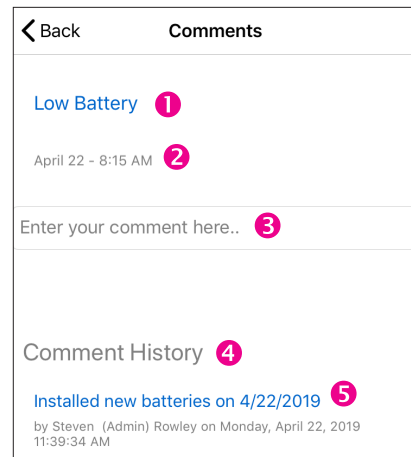 Back Comments
Low Battery 1
April 22 - 8:15 AM 2
Enter your comment here.. 3
Comment History 4
Installed new batteries on 4/22/2019 5
by Steven (Admin) Rowley on Monday, April 22, 2019
11:39:34 AM